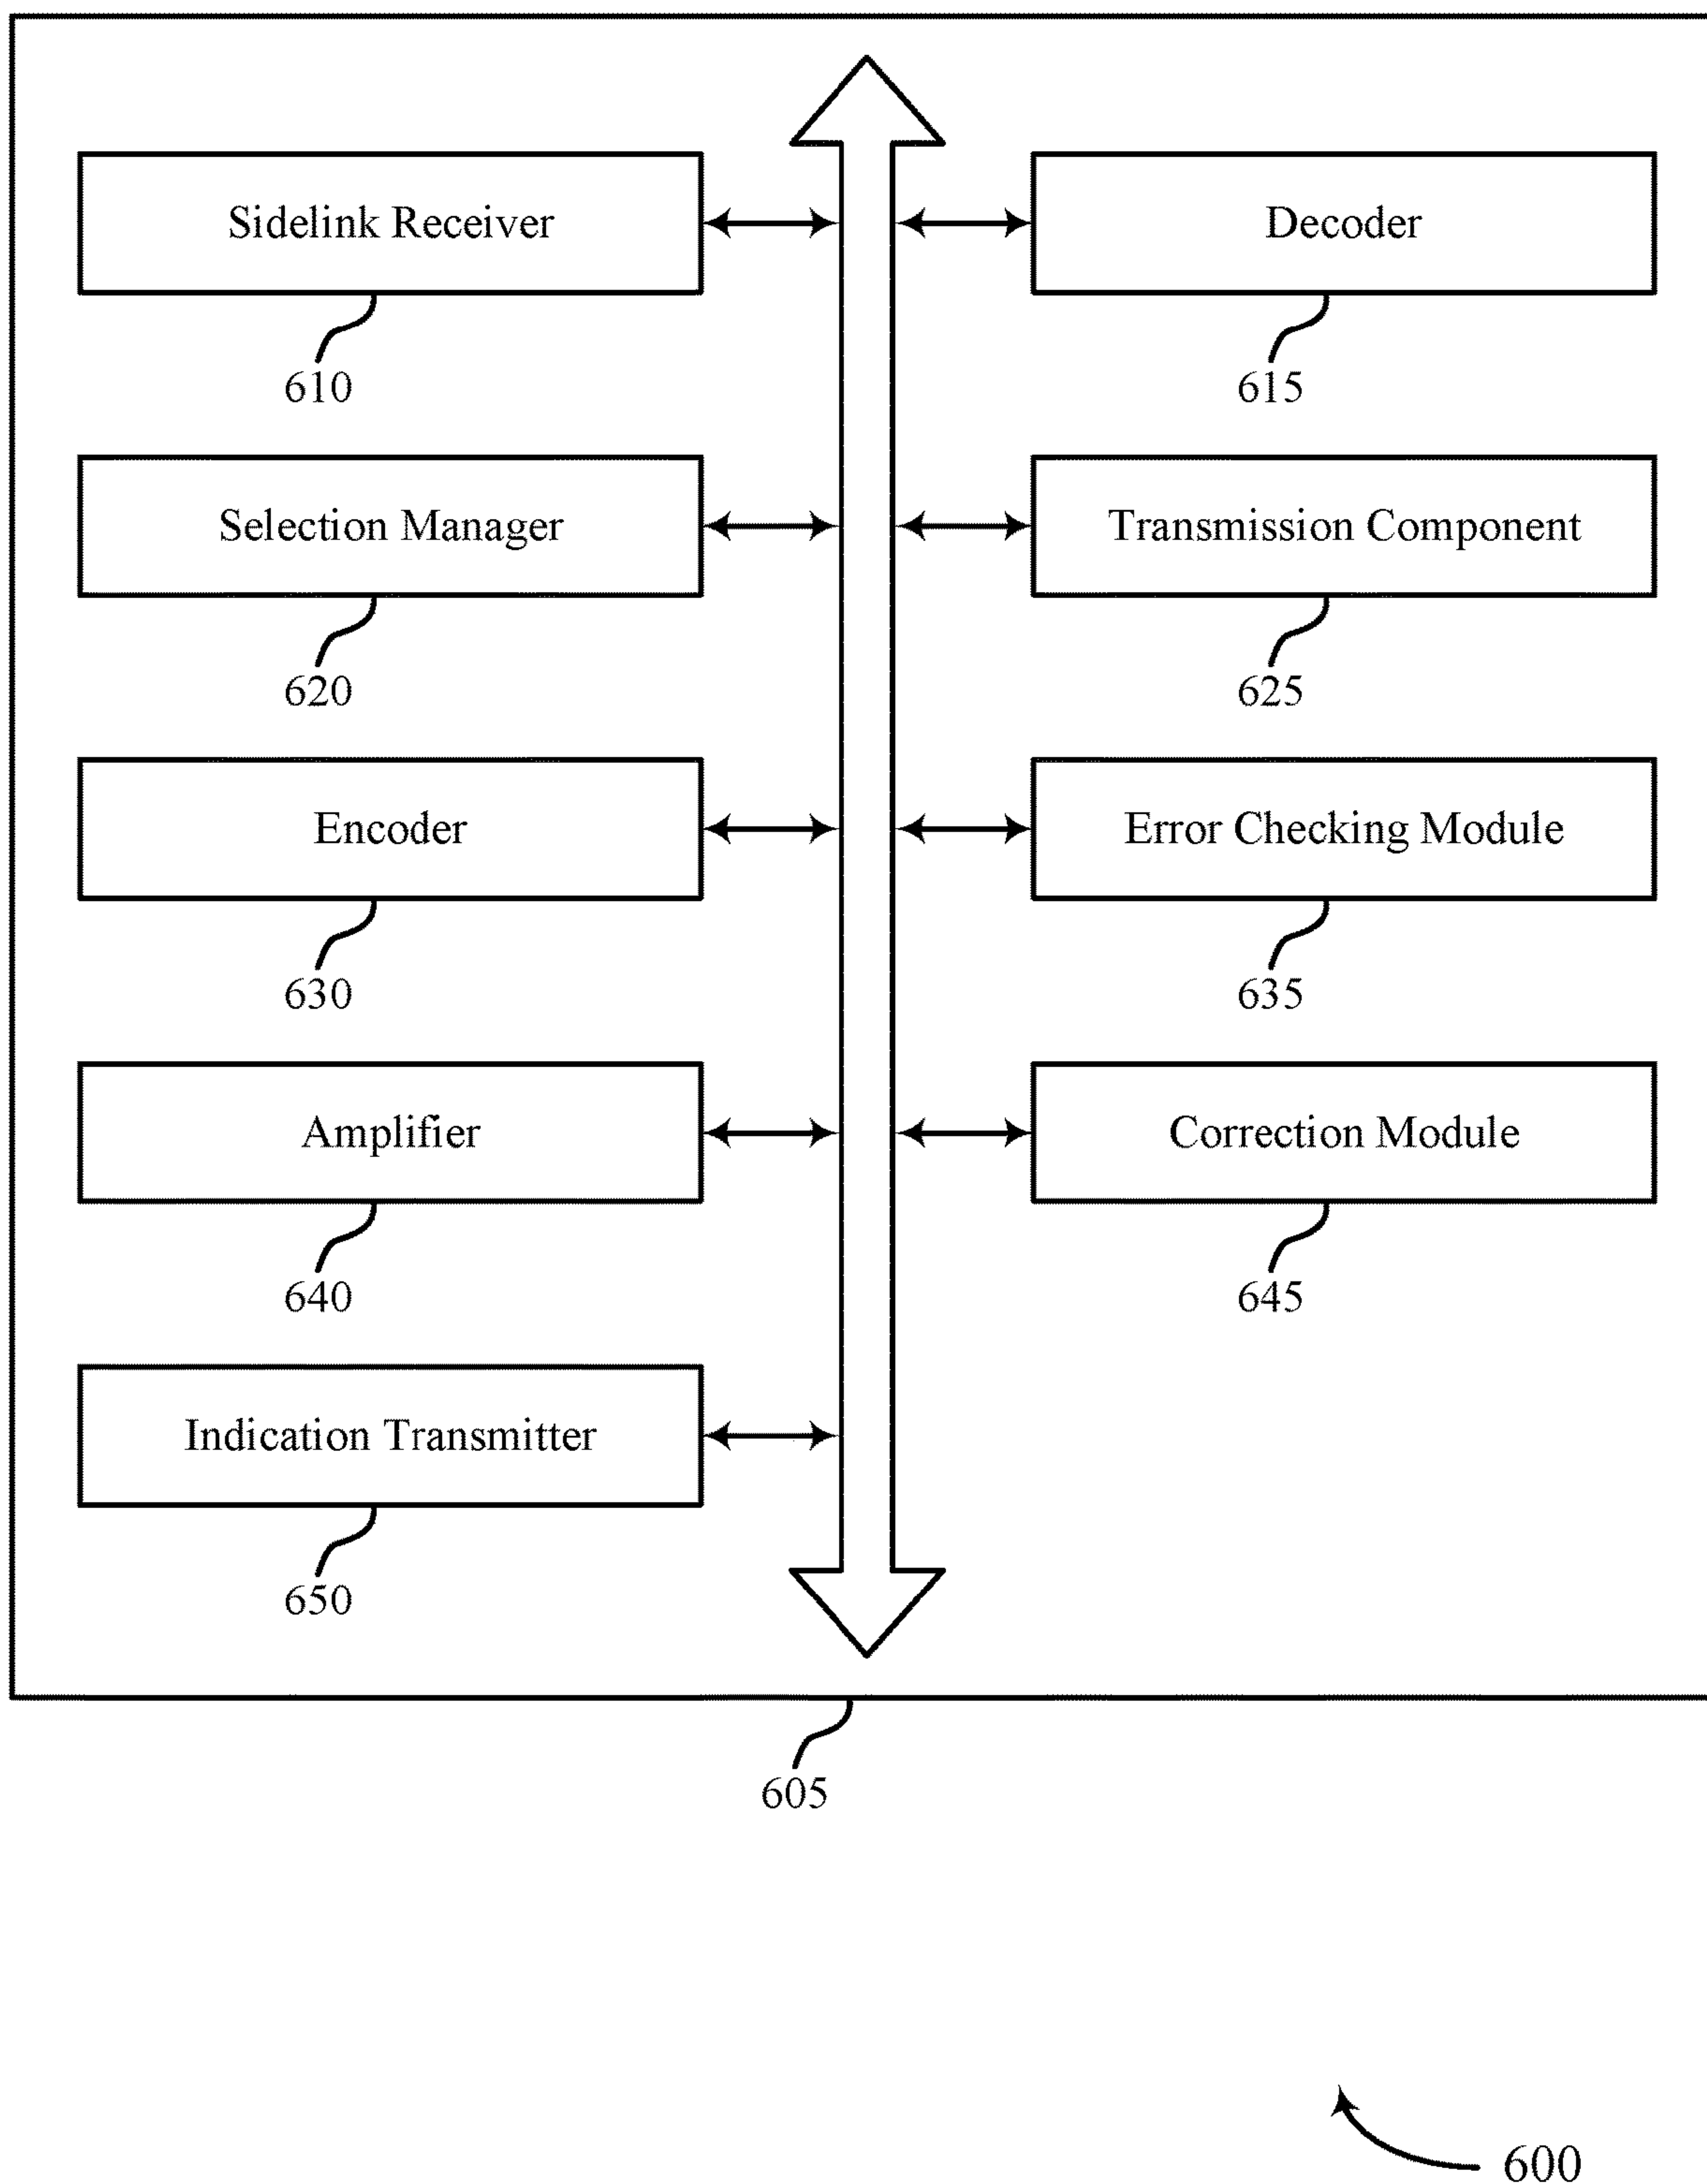 Sidelink Receiver
Decoder
610
615
Selection Manager
Transmission Component
620
625
Encoder
Error Checking Module
630
635
Amplifier
Correction Module
640
645
Indication Transmitter
650
605
600